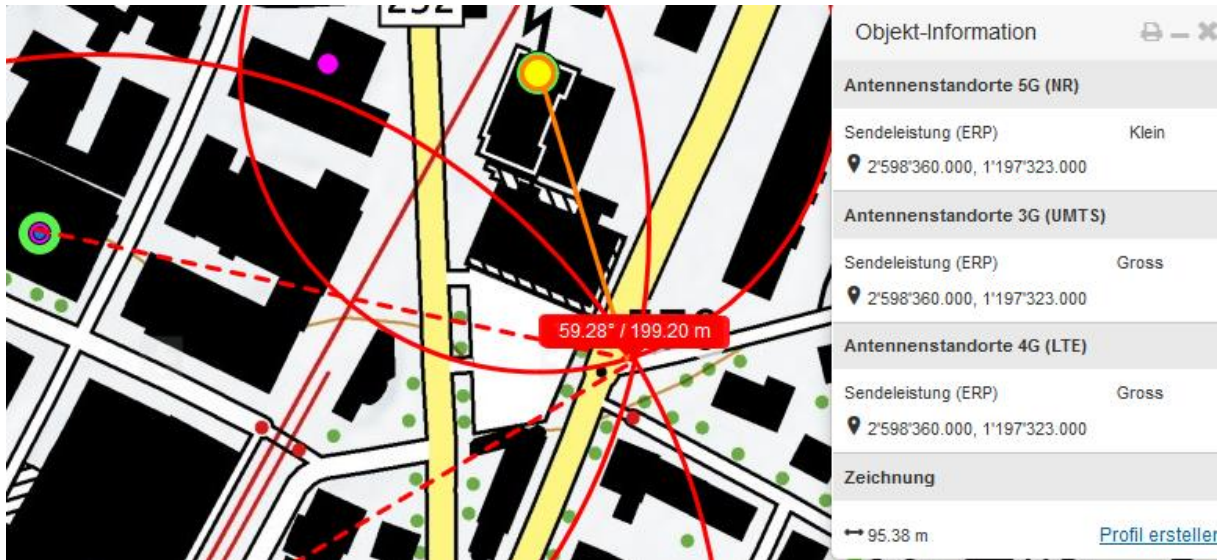 292
59.28° / 199.20 m
Objekt-Information
Antennenstandorte 5G (NR)
Sendeleistung (ERP) Klein
2'598'360.000, 1'197'323.000
Antennenstandorte 3G (UMTS)
Sendeleistung (ERP) Gross
2'598'360.000, 1'197'323.000
Antennenstandorte 4G (LTE)
Sendeleistung (ERP) Gross
2'598'360.000, 1'197'323.000
Zeichnung
95.38 m Profil erstellen